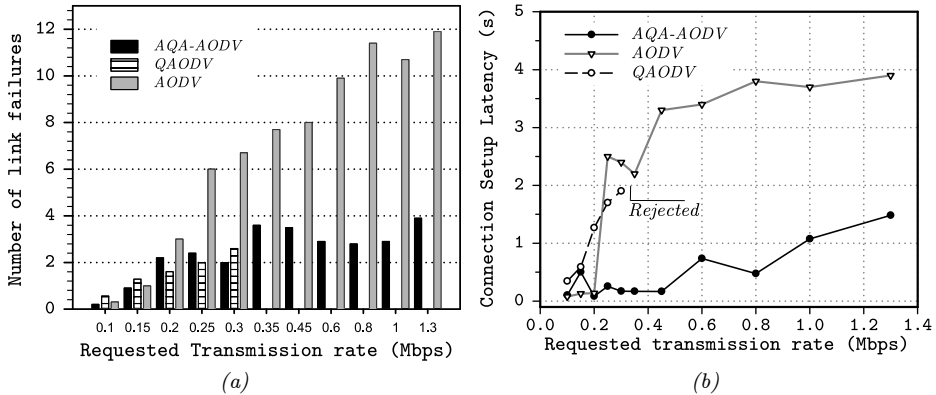 Number of link failures
12
10
8
6
4
2
0
AQA-AODV
QAODV
AODV
0.1 0.15 0.2 0.25 0.3 0.35 0.45 0.6 0.8 1 1.3
Requested Transmission rate (Mbps)
(a)
Connection Setup Latency (s)
5
4
3
2
1
0
AQA-AODV
AODV
QAODV
Rejected
0.0 0.2 0.4 0.6 0.8 1.0 1.2 1.4
Requested transmission rate (Mbps)
(b)